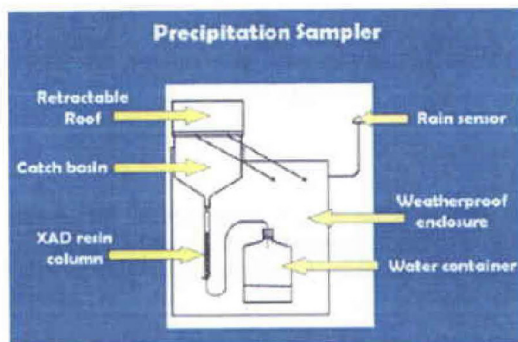 Precipitation Sampler
Retractable
Roof
Rain sensor
Catch basin
Weatherproof
enclosure
XAD resin
column
Water container